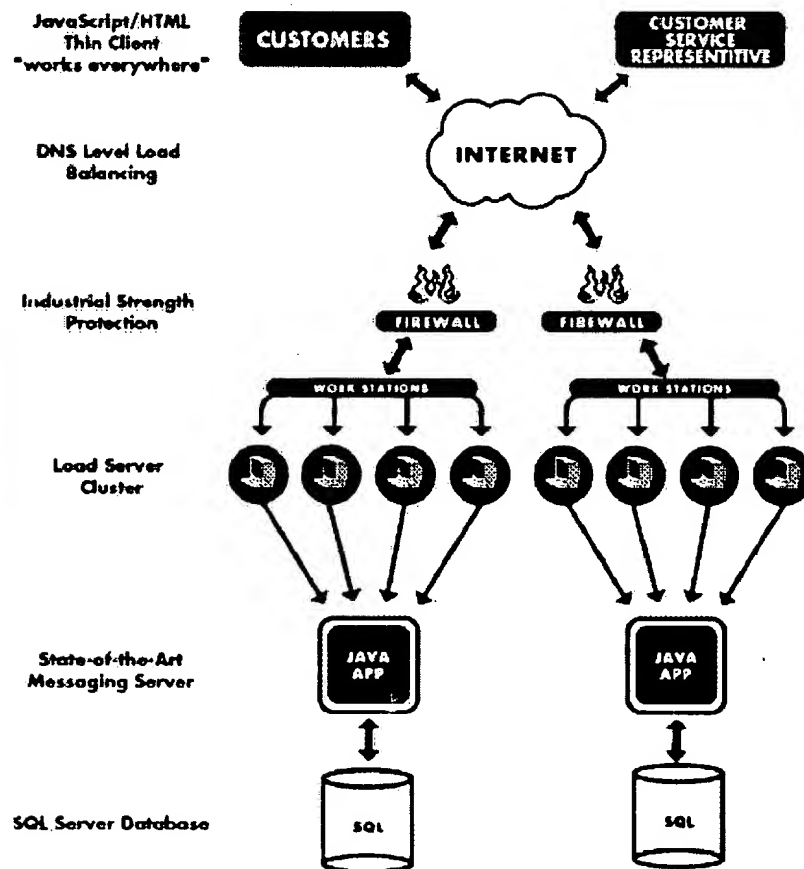 JavaScript/HTML
Thin Client
"works everywhere"
CUSTOMERS
CUSTOMER
SERVICE
REPRESENTITIVE
DNS Level Load
Balancing
INTERNET
Industrial Strength
Protection
FIREWALL
FIREWALL
WORK STATIONS
WORK STATIONS
Load Server
Cluster
State-of-the-Art
Messaging Server
JAVA
APP
JAVA
APP
SQL Server Database
SQL
SQL